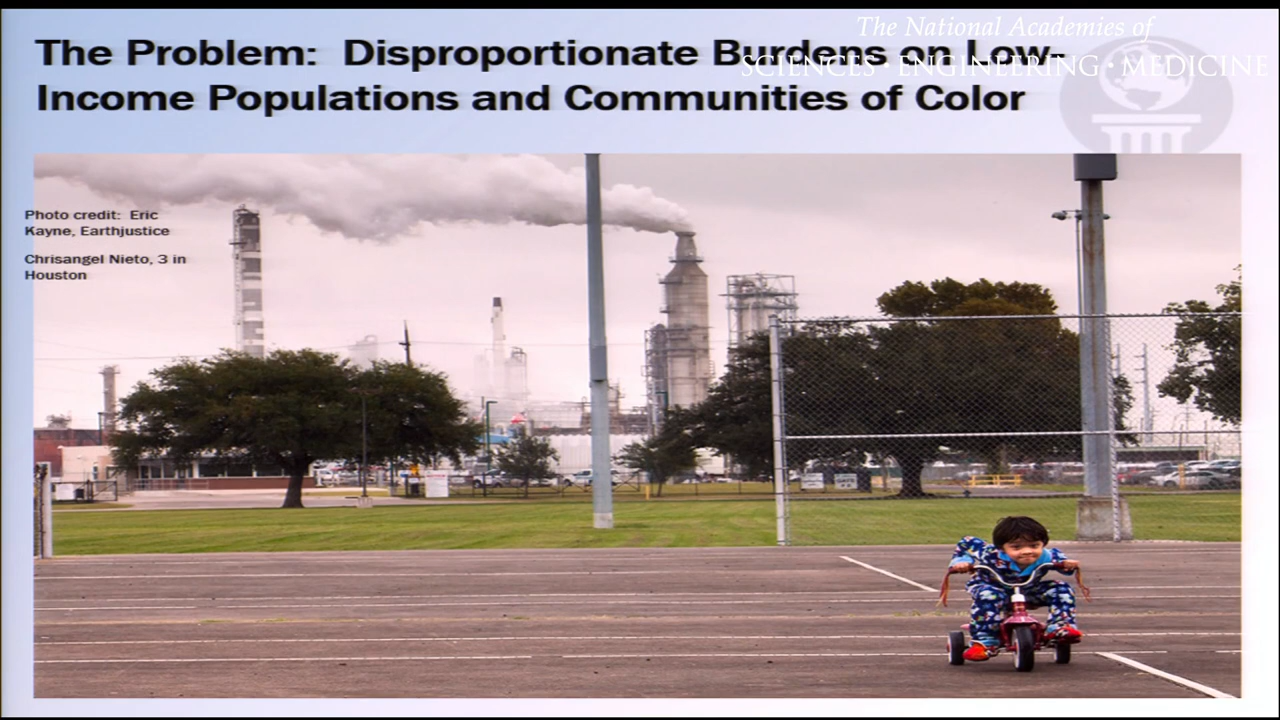 The National Academies of
SCIENCES · ENGINEERING · MEDICINE
The Problem: Disproportionate Burdens on Low-
Income Populations and Communities of Color
Photo credit: Eric
Kayne, Earthjustice
Chrisangel Nieto, 3 in
Houston